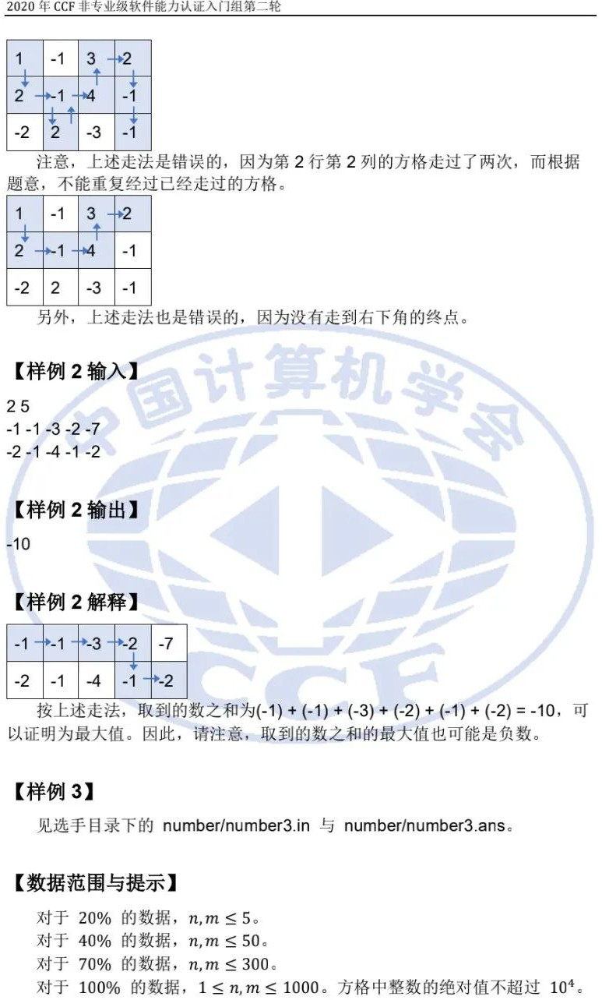 2020 年 CCF 非专业级软件能力认证入门组第二轮
1 -1 3 2
2 -1 4 -1
-2 2 -3 -1
注意，上述走法是错误的，因为第 2 行第 2 列的方格走过了两次，而根据
题意，不能重复经过已经走过的方格。
1 -1 3 2
2 -1 4 -1
-2 2 -3 -1
另外，上述走法也是错误的，因为没有走到右下角的终点。
中国计算机学会
【样例 2 输入】
2 5
-1 -1 -3 -2 -7
-2 -1 -4 -1 -2
【样例 2 输出】
-10
【样例 2 解释】
-1 -1 -3 -2 -7
-2 -1 -4 -1 -2
CCF
按上述走法，取到的数之和为(-1) + (-1) + (-3) + (-2) + (-1) + (-2) = -10，可
以证明为最大值。因此，请注意，取到的数之和的最大值也可能是负数。
【样例 3】
见选手目录下的 number/number3.in 与 number/number3.ans。
【数据范围与提示】
对于 20% 的数据，n,m ≤ 5。
对于 40% 的数据，n,m ≤ 50。
对于 70% 的数据，n,m ≤ 300。
对于 100% 的数据，1 ≤ n,m ≤ 1000。方格中整数的绝对值不超过 10⁴。